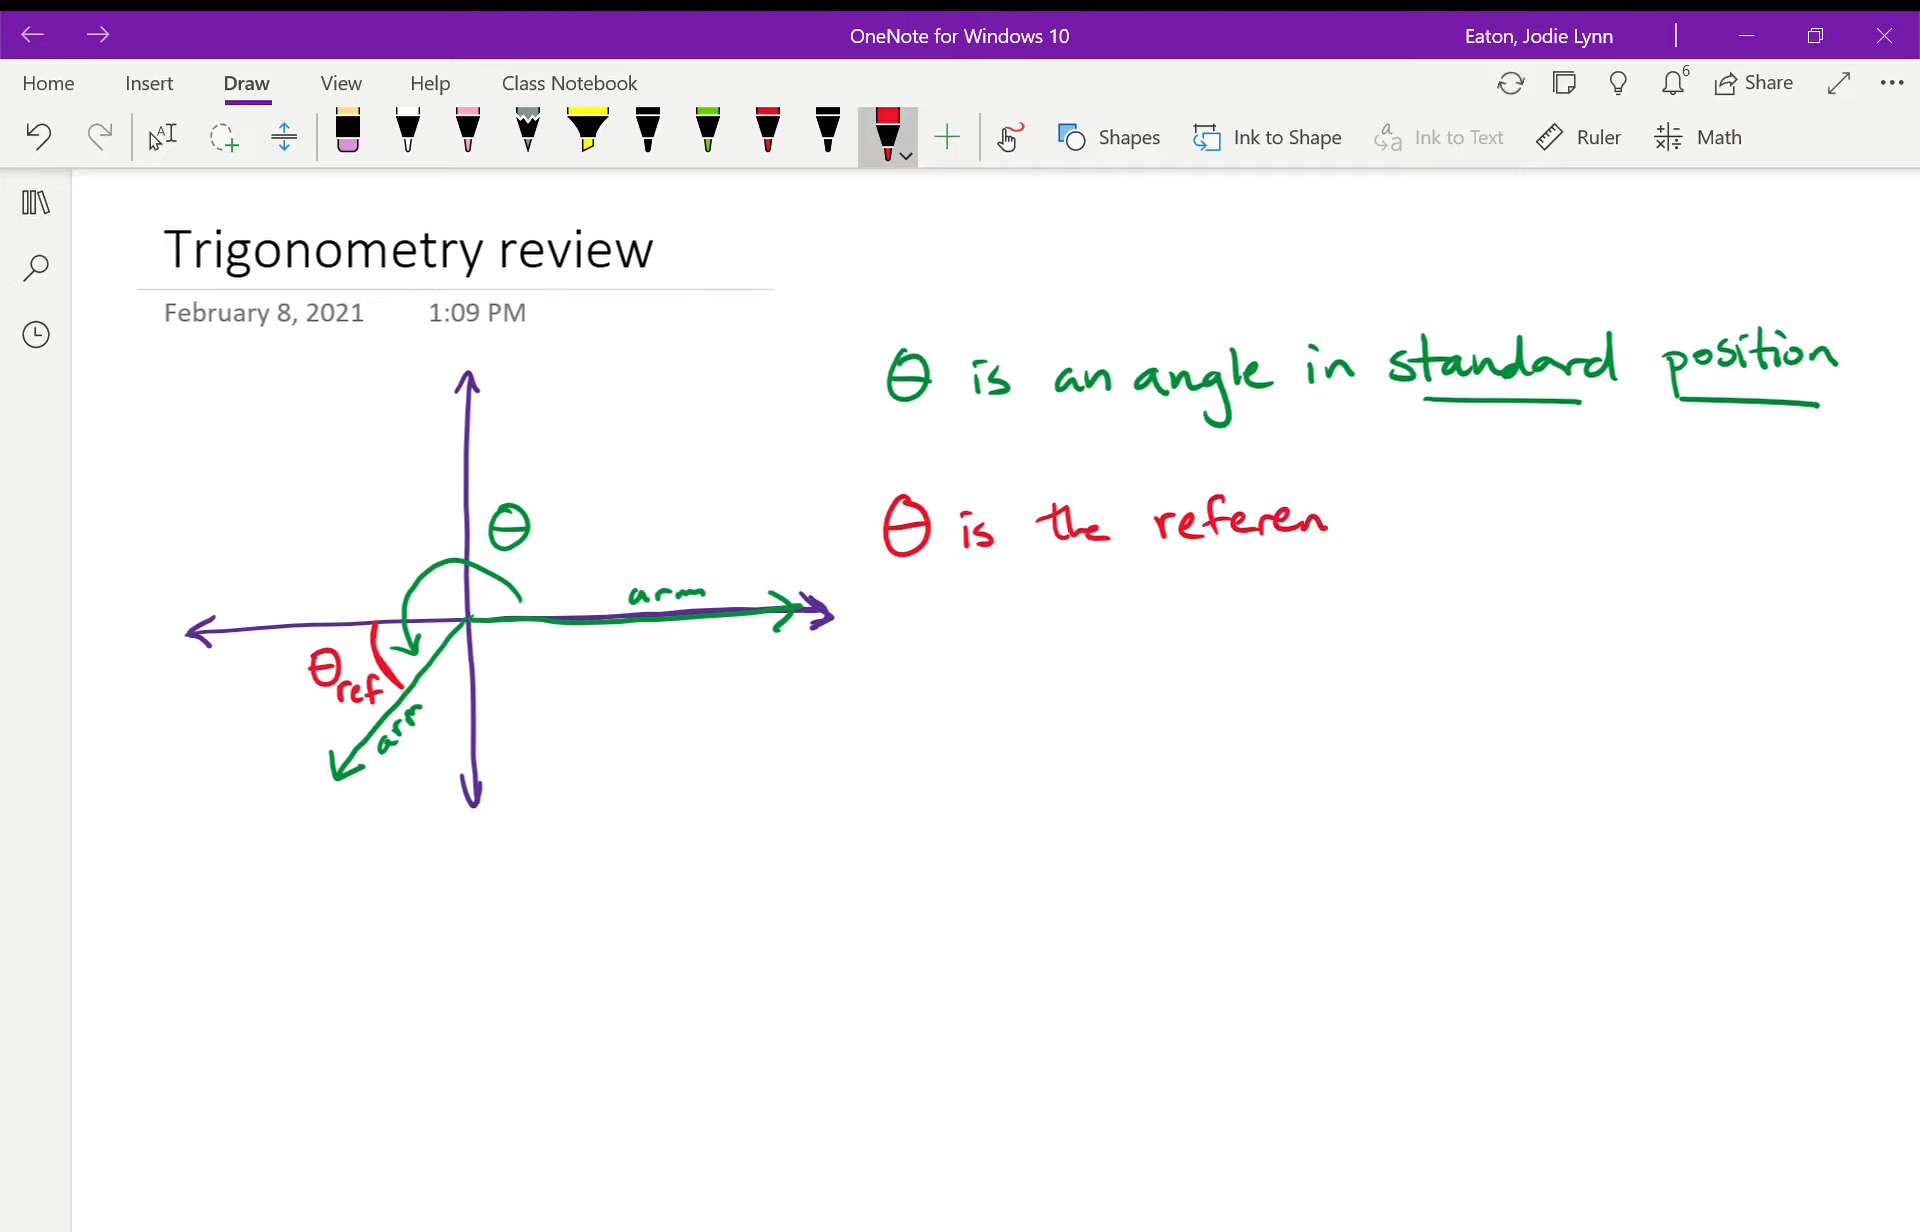 OneNote for Windows 10
Eaton, Jodie Lynn
Home Insert Draw View Help Class Notebook
6 Share
Shapes Ink to Shape Ink to Text Ruler Math
Trigonometry review
February 8, 2021 1:09 PM
θ is an angle in standard position
θ is the referen
θ
arm
θref
arm